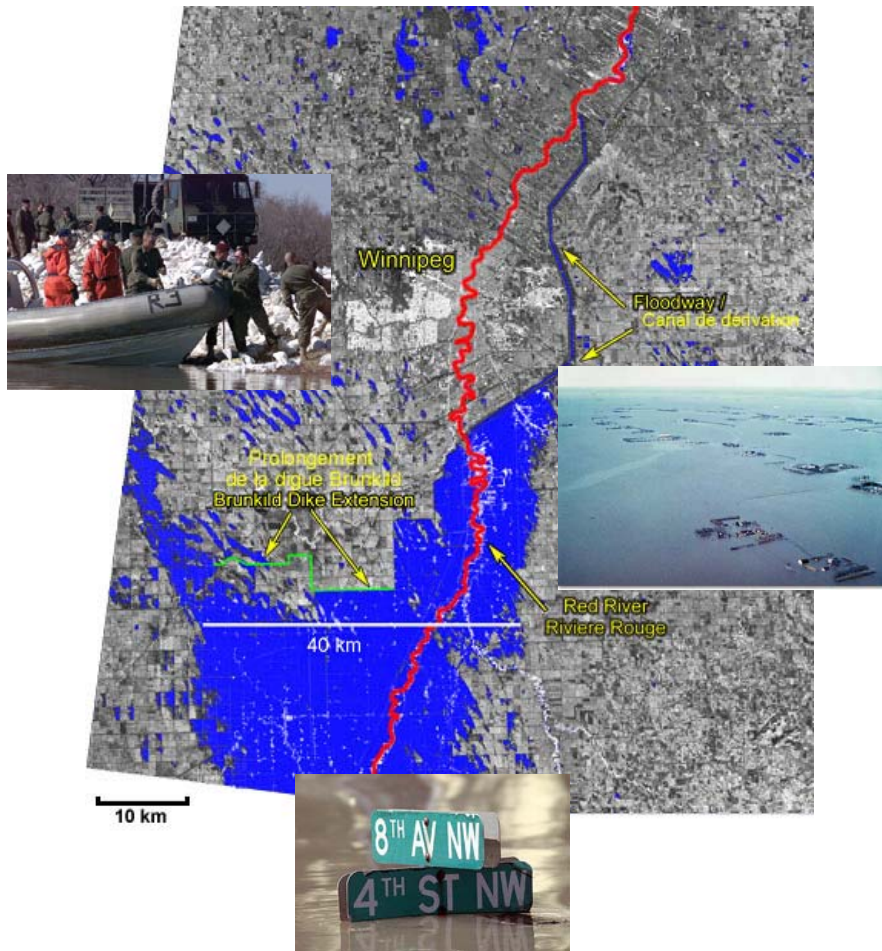 R3
Winnipeg
Floodway /
Canal de dérivation
Prolongement
de la digue Brunkild
Brunkild Dike Extension
Red River
Riviere Rouge
40 km
10 km
8TH AV NW
4TH ST NW